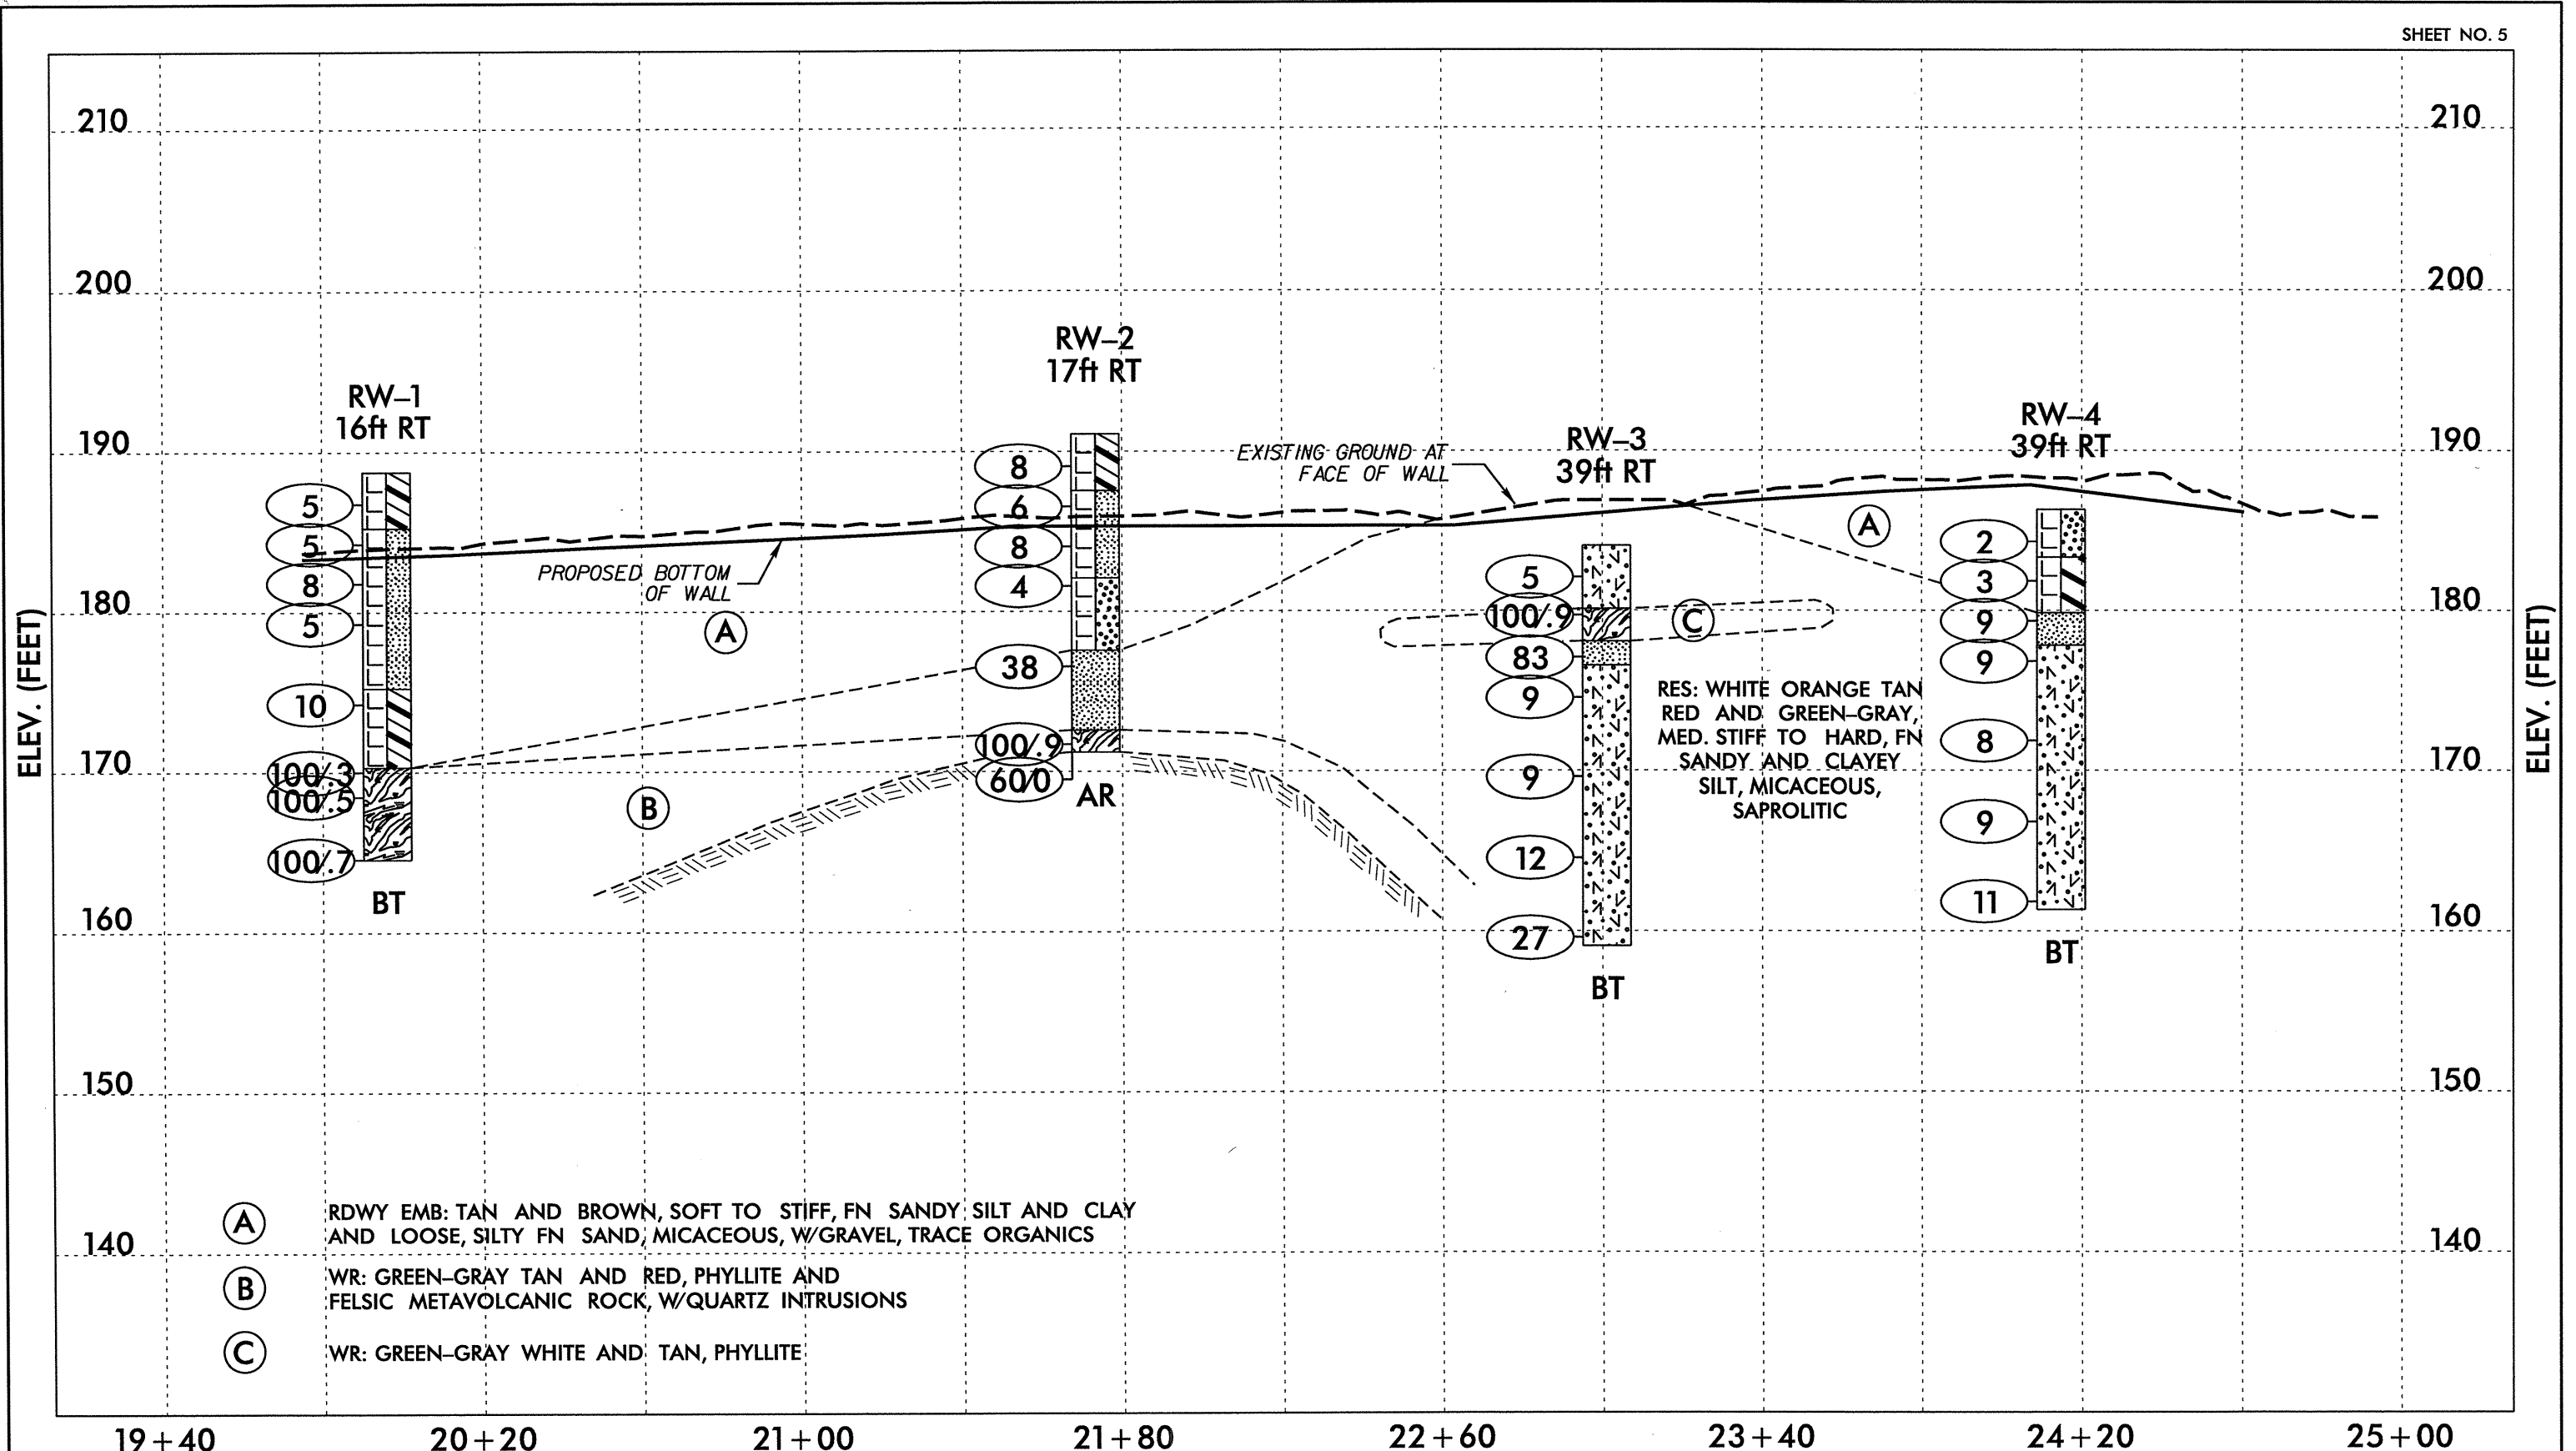 SHEET NO. 5
210
210
200
200
RW-2
17ft RT
RW-1
16ft RT
190
190
RW-4
39ft RT
RW-3
39ft RT
EXISTING GROUND AT
FACE OF WALL
8
6
8
4
38
100/.9
60/0
AR
5
5
8
5
10
100/.3
100/.5
100/.7
BT
PROPOSED BOTTOM
OF WALL
A
B
5
100/.9
83
9
9
12
27
BT
C
A
2
3
9
9
8
9
11
BT
RES: WHITE ORANGE TAN
RED AND GREEN-GRAY,
MED. STIFF TO HARD, FN
SANDY AND CLAYEY
SILT, MICACEOUS,
SAPROLITIC
180
180
ELEV. (FEET)
ELEV. (FEET)
170
170
160
160
150
150
140
140
A
RDWY EMB: TAN AND BROWN, SOFT TO STIFF, FN SANDY SILT AND CLAY
AND LOOSE, SILTY FN SAND, MICACEOUS, W/GRAVEL, TRACE ORGANICS
B
WR: GREEN-GRAY TAN AND RED, PHYLLITE AND
FELSIC METAVOLCANIC ROCK, W/QUARTZ INTRUSIONS
C
WR: GREEN-GRAY WHITE AND TAN, PHYLLITE
19+40
20+20
21+00
21+80
22+60
23+40
24+20
25+00